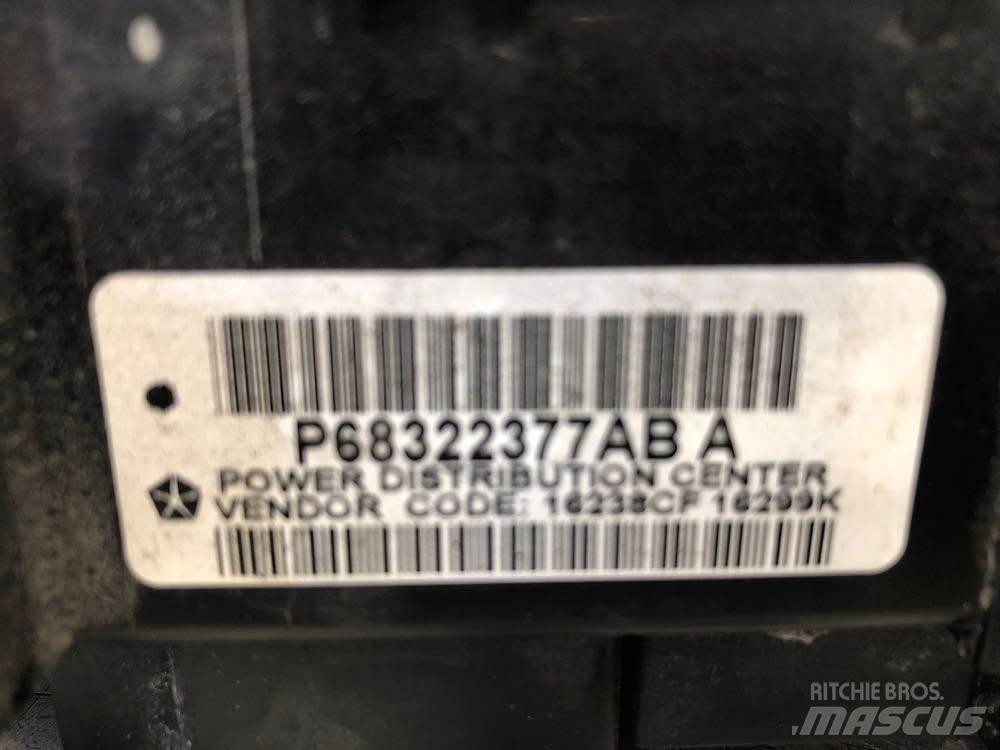 P68322377AB A
POWER DISTRIBUTION CENTER
VENDOR CODE: 16238CF 16299K
RITCHIE BROS.
MASCUS